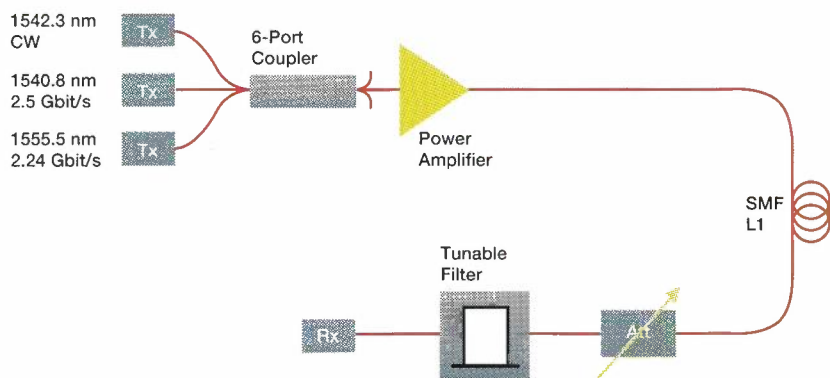 1542.3 nm
CW
Tx
6-Port
Coupler
1540.8 nm
2.5 Gbit/s
Tx
1555.5 nm
2.24 Gbit/s
Tx
Power
Amplifier
SMF
L1
Tunable
Filter
Rx
Att